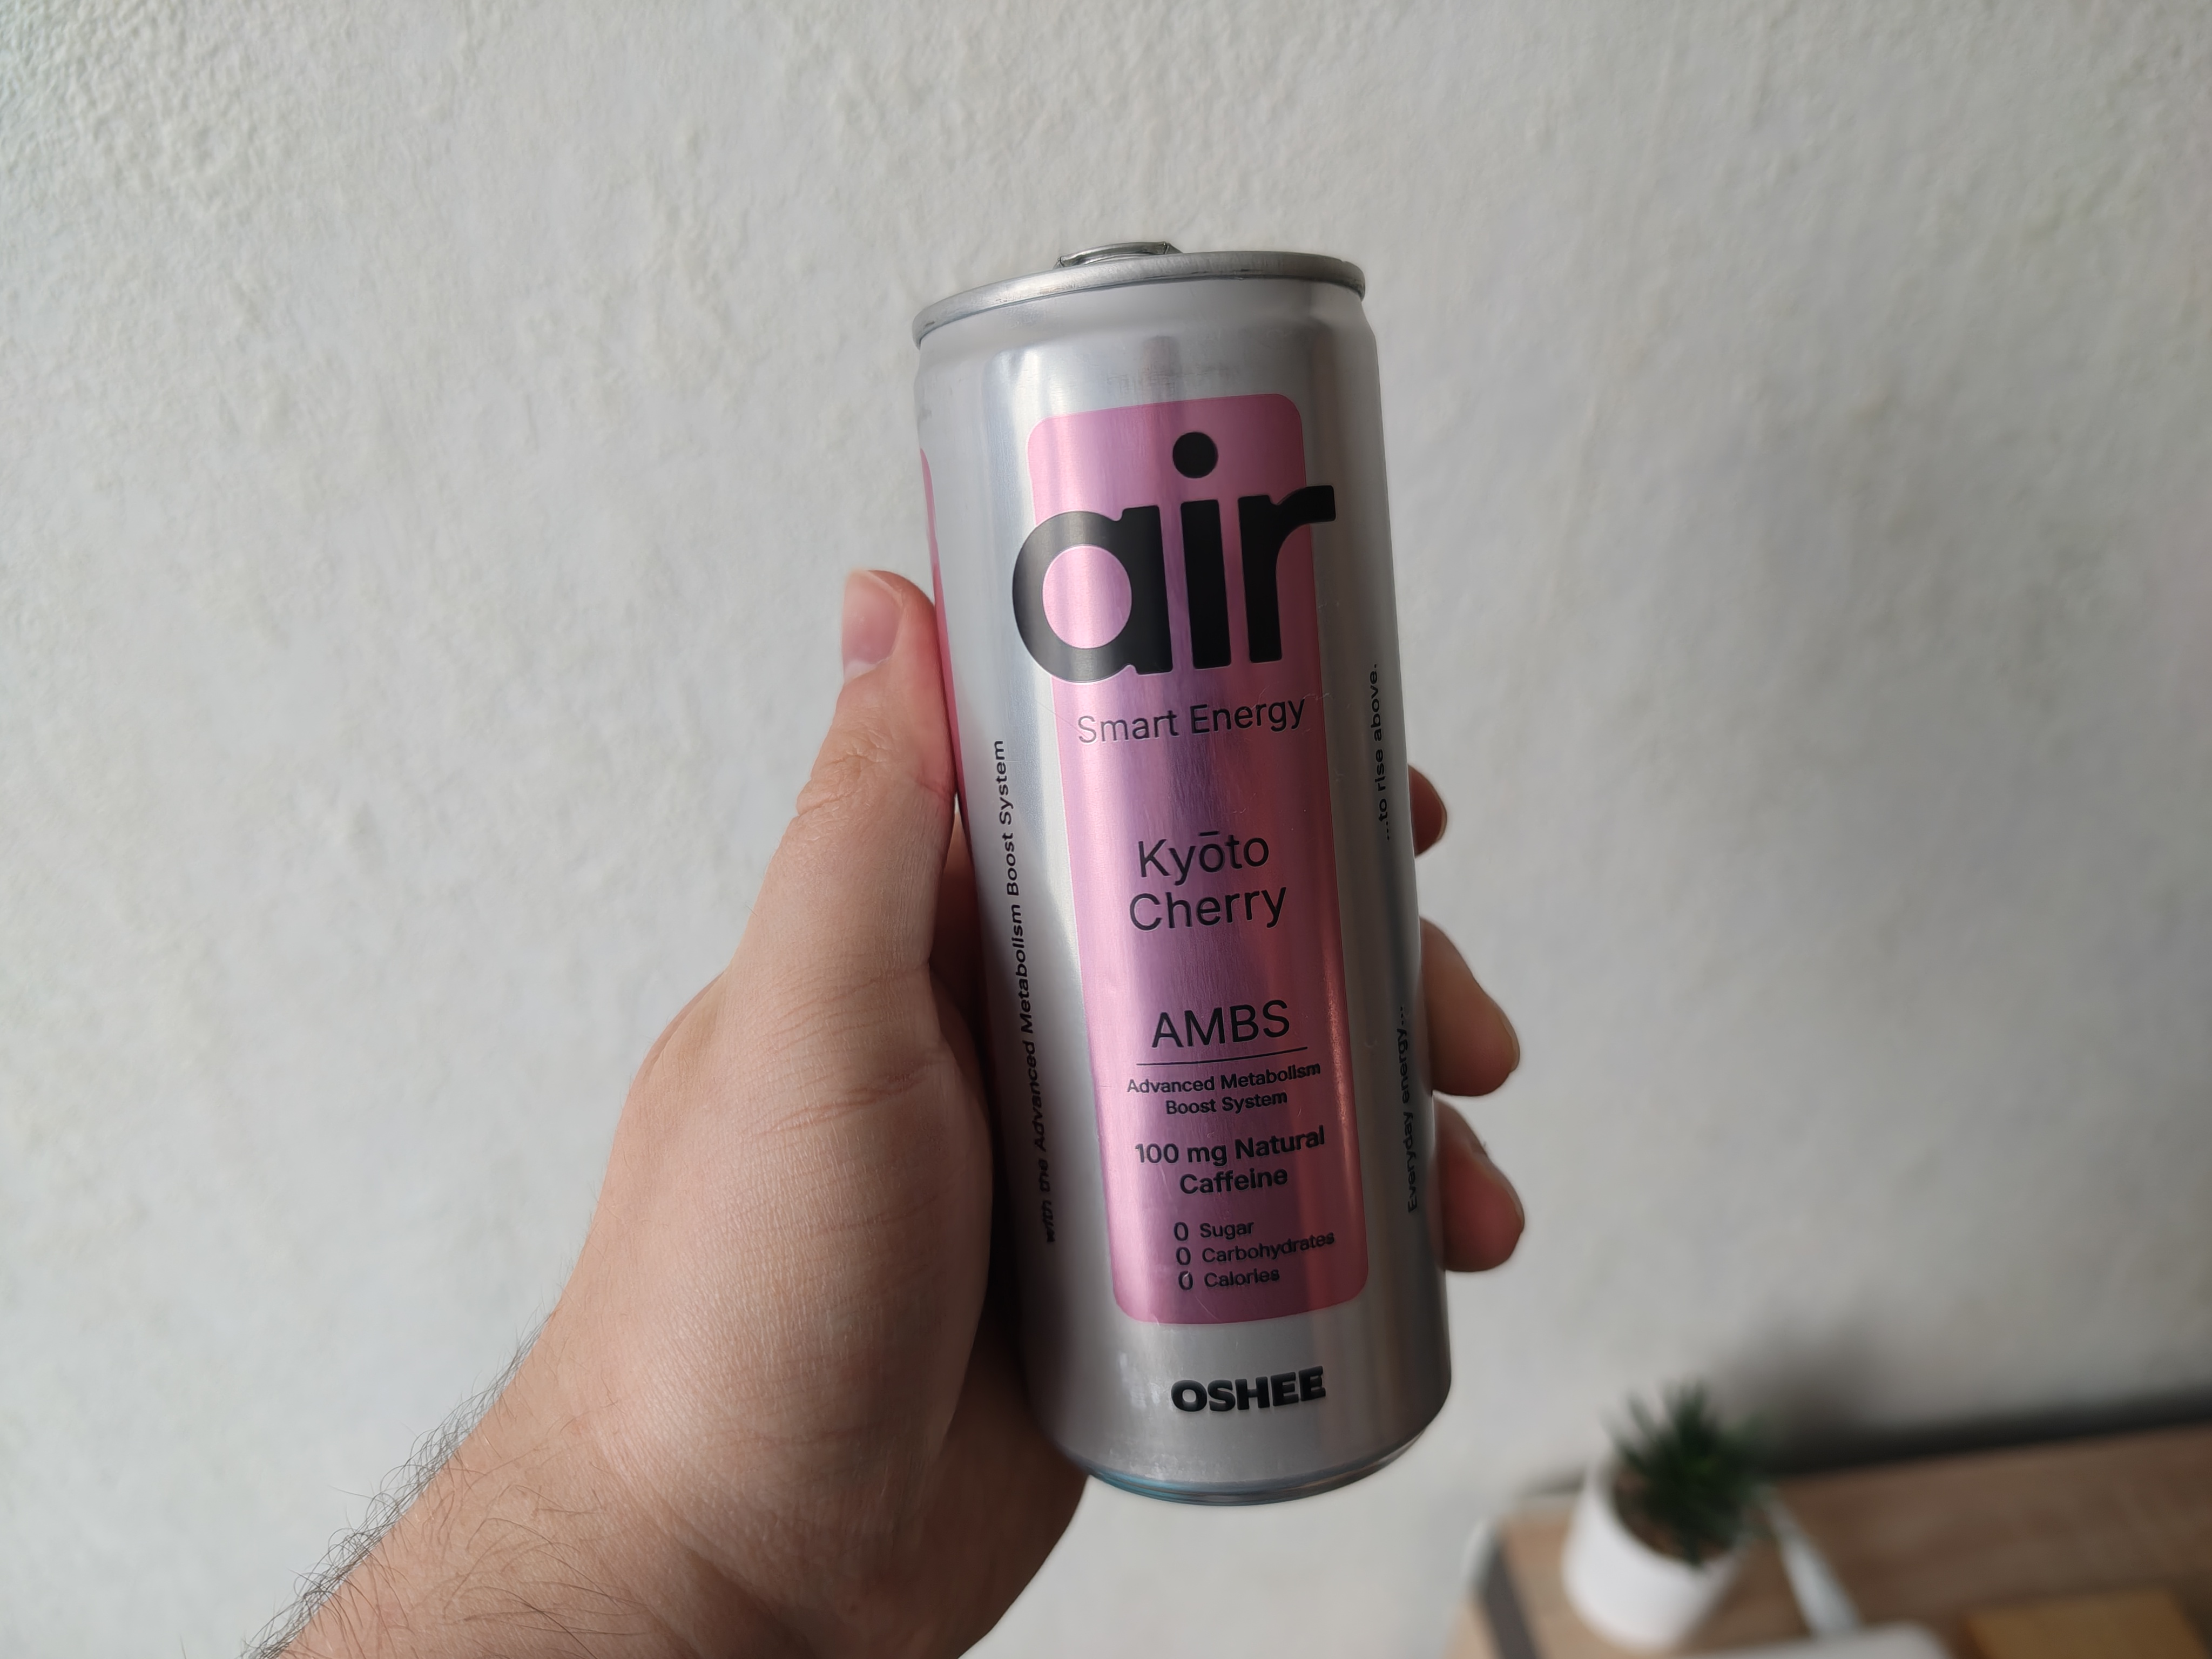 air
Smart Energy
Kyōto
Cherry
AMBS
Advanced Metabolism
Boost System
100 mg Natural
Caffeine
0 Sugar
0 Carbohydrates
0 Calories
OSHEE
with the Advanced Metabolism Boost System
Everyday energy...
...to rise above.